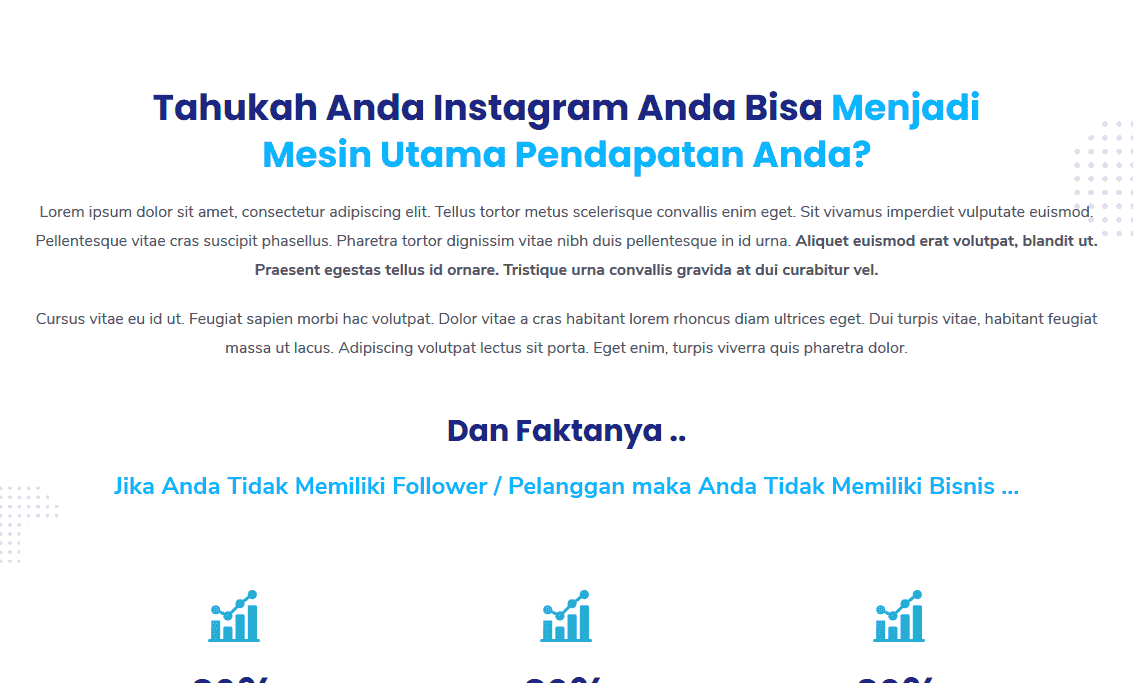 Tahukah Anda Instagram Anda Bisa Menjadi
Mesin Utama Pendapatan Anda?
Lorem ipsum dolor sit amet, consectetur adipiscing elit. Tellus tortor metus scelerisque convallis enim eget. Sit vivamus imperdiet vulputate euismod.
Pellentesque vitae cras suscipit phasellus. Pharetra tortor dignissim vitae nibh duis pellentesque in id urna. Aliquet euismod erat volutpat, blandit ut.
Praesent egestas tellus id ornare. Tristique urna convallis gravida at dui curabitur vel.
Cursus vitae eu id ut. Feugiat sapien morbi hac volutpat. Dolor vitae a cras habitant lorem rhoncus diam ultrices eget. Dui turpis vitae, habitant feugiat
massa ut lacus. Adipiscing volutpat lectus sit porta. Eget enim, turpis viverra quis pharetra dolor.
Dan Faktanya ..
Jika Anda Tidak Memiliki Follower / Pelanggan maka Anda Tidak Memiliki Bisnis ...